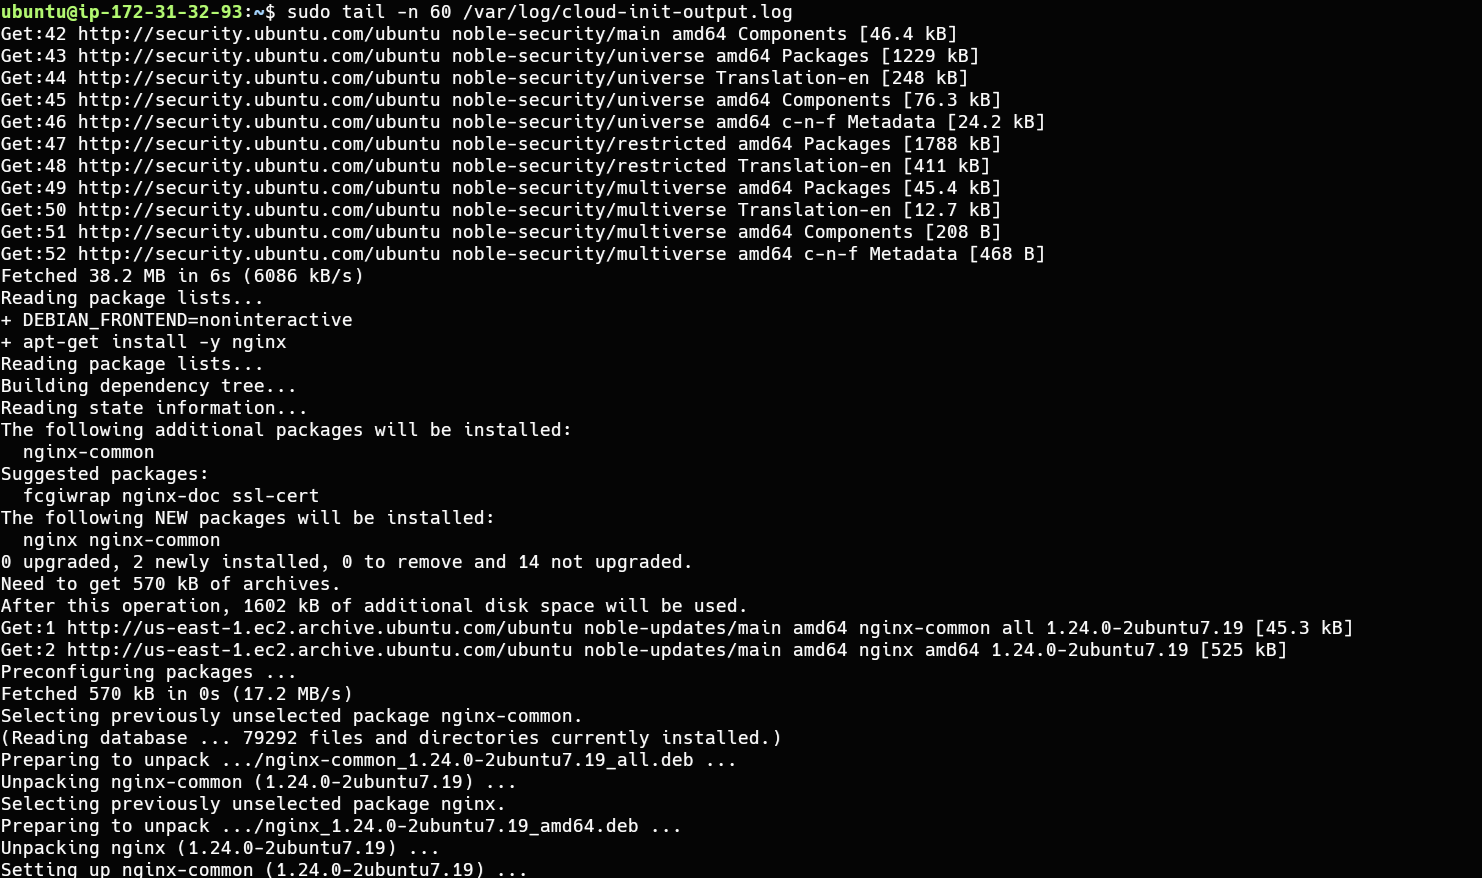 ubuntu@ip-172-31-32-93:~$ sudo tail -n 60 /var/log/cloud-init-output.log
Get:42 http://security.ubuntu.com/ubuntu noble-security/main amd64 Components [46.4 kB]
Get:43 http://security.ubuntu.com/ubuntu noble-security/universe amd64 Packages [1229 kB]
Get:44 http://security.ubuntu.com/ubuntu noble-security/universe Translation-en [248 kB]
Get:45 http://security.ubuntu.com/ubuntu noble-security/universe amd64 Components [76.3 kB]
Get:46 http://security.ubuntu.com/ubuntu noble-security/universe amd64 c-n-f Metadata [24.2 kB]
Get:47 http://security.ubuntu.com/ubuntu noble-security/restricted amd64 Packages [1788 kB]
Get:48 http://security.ubuntu.com/ubuntu noble-security/restricted Translation-en [411 kB]
Get:49 http://security.ubuntu.com/ubuntu noble-security/multiverse amd64 Packages [45.4 kB]
Get:50 http://security.ubuntu.com/ubuntu noble-security/multiverse Translation-en [12.7 kB]
Get:51 http://security.ubuntu.com/ubuntu noble-security/multiverse amd64 Components [208 B]
Get:52 http://security.ubuntu.com/ubuntu noble-security/multiverse amd64 c-n-f Metadata [468 B]
Fetched 38.2 MB in 6s (6086 kB/s)
Reading package lists...
+ DEBIAN_FRONTEND=noninteractive
+ apt-get install -y nginx
Reading package lists...
Building dependency tree...
Reading state information...
The following additional packages will be installed:
  nginx-common
Suggested packages:
  fcgiwrap nginx-doc ssl-cert
The following NEW packages will be installed:
  nginx nginx-common
0 upgraded, 2 newly installed, 0 to remove and 14 not upgraded.
Need to get 570 kB of archives.
After this operation, 1602 kB of additional disk space will be used.
Get:1 http://us-east-1.ec2.archive.ubuntu.com/ubuntu noble-updates/main amd64 nginx-common all 1.24.0-2ubuntu7.19 [45.3 kB]
Get:2 http://us-east-1.ec2.archive.ubuntu.com/ubuntu noble-updates/main amd64 nginx amd64 1.24.0-2ubuntu7.19 [525 kB]
Preconfiguring packages ...
Fetched 570 kB in 0s (17.2 MB/s)
Selecting previously unselected package nginx-common.
(Reading database ... 79292 files and directories currently installed.)
Preparing to unpack .../nginx-common_1.24.0-2ubuntu7.19_all.deb ...
Unpacking nginx-common (1.24.0-2ubuntu7.19) ...
Selecting previously unselected package nginx.
Preparing to unpack .../nginx_1.24.0-2ubuntu7.19_amd64.deb ...
Unpacking nginx (1.24.0-2ubuntu7.19) ...
Setting up nginx-common (1.24.0-2ubuntu7.19) ...